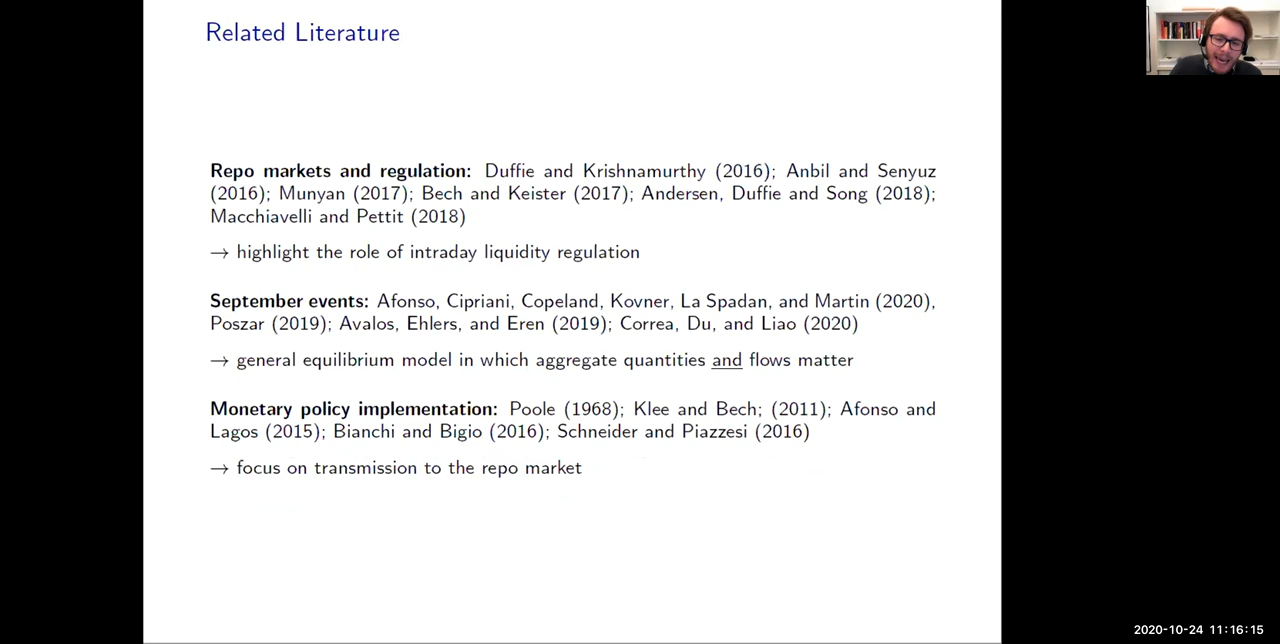 Related Literature
Repo markets and regulation: Duffie and Krishnamurthy (2016); Anbil and Senyuz
(2016); Munyan (2017); Bech and Keister (2017); Andersen, Duffie and Song (2018);
Macchiavelli and Pettit (2018)
→ highlight the role of intraday liquidity regulation
September events: Afonso, Cipriani, Copeland, Kovner, La Spadan, and Martin (2020),
Poszar (2019); Avalos, Ehlers, and Eren (2019); Correa, Du, and Liao (2020)
→ general equilibrium model in which aggregate quantities and flows matter
Monetary policy implementation: Poole (1968); Klee and Bech; (2011); Afonso and
Lagos (2015); Bianchi and Bigio (2016); Schneider and Piazzesi (2016)
→ focus on transmission to the repo market
2020-10-24 11:16:15